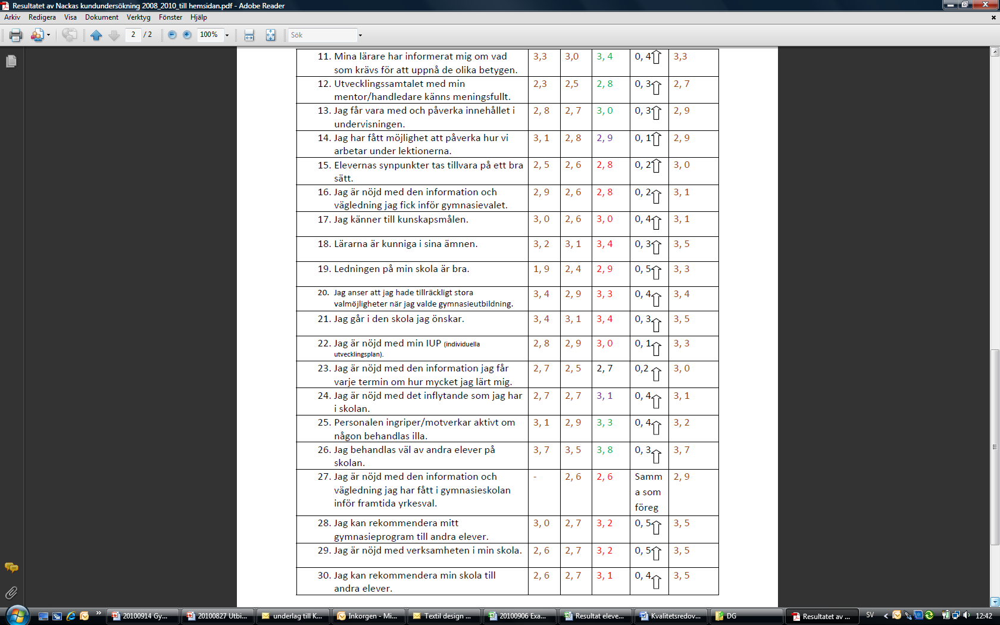 Resultatet av Nackas kundundersökning 2008_2010_till hemsidan.pdf - Adobe Reader
Arkiv Redigera Visa Dokument Verktyg Fönster Hjälp
2 / 2 100% Sök
11. Mina lärare har informerat mig om vad 3,3 3,0 3, 4 0, 4 3,3
som krävs för att uppnå de olika betygen.
12. Utvecklingssamtalet med min 2,3 2,5 2, 8 0, 3 2, 7
mentor/handledare känns meningsfullt.
13. Jag får vara med och påverka innehållet i 2, 8 2, 7 3, 0 0, 3 2, 9
undervisningen.
14. Jag har fått möjlighet att påverka hur vi 3, 1 2, 8 2, 9 0, 1 2, 9
arbetar under lektionerna.
15. Elevernas synpunkter tas tillvara på ett bra 2, 5 2, 6 2, 8 0, 2 3, 0
sätt.
16. Jag är nöjd med den information och 2, 9 2, 6 2, 8 0, 2 3, 1
vägledning jag fick inför gymnasievalet.
17. Jag känner till kunskapsmålen. 3, 0 2, 6 3, 0 0, 4 3, 1
18. Lärarna är kunniga i sina ämnen. 3, 2 3, 1 3, 4 0, 3 3, 5
19. Ledningen på min skola är bra. 1, 9 2, 4 2, 9 0, 5 3, 3
20. Jag anser att jag hade tillräckligt stora 3, 4 2, 9 3, 3 0, 4 3, 4
valmöjligheter när jag valde gymnasieutbildning.
21. Jag går i den skola jag önskar. 3, 4 3, 1 3, 4 0, 3 3, 5
22. Jag är nöjd med min IUP (individuella 2, 8 2, 9 3, 0 0, 1 3, 3
utvecklingsplan).
23. Jag är nöjd med den information jag får 2, 7 2, 5 2, 7 0,2 3, 0
varje termin om hur mycket jag lärt mig.
24. Jag är nöjd med det inflytande som jag har 2, 7 2, 7 3, 1 0, 4 3, 1
i skolan.
25. Personalen ingriper/motverkar aktivt om 3, 1 2, 9 3, 3 0, 4 3, 2
någon behandlas illa.
26. Jag behandlas väl av andra elever på 3, 7 3, 5 3, 8 0, 3 3, 7
skolan.
27. Jag är nöjd med den information och - 2, 6 2, 6 Samm 2, 9
vägledning jag har fått i gymnasieskolan a som
inför framtida yrkesval. föreg
28. Jag kan rekommendera mitt 3, 0 2, 7 3, 2 0, 5 3, 5
gymnasieprogram till andra elever.
29. Jag är nöjd med verksamheten i min skola. 2, 6 2, 7 3, 2 0, 5 3, 5
30. Jag kan rekommendera min skola till 2, 6 2, 7 3, 1 0, 4 3, 5
andra elever.
20100914 Gy... 20100827 Utbi... underlag till K... Inkorgen - Mi... Textil design ... 20100906 Exa... Resultat eleve... Kvalitetsredov... DG Resultatet av ... SV 12:42